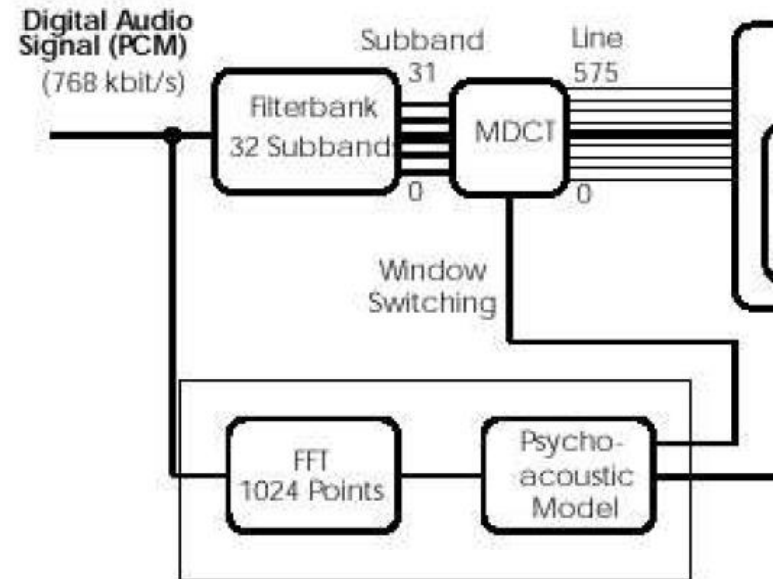 Digital Audio
Signal (PCM)
(768 kbit/s)
Subband
31
Line
575
Filterbank
32 Subbands
MDCT
0
0
Window
Switching
FFT
1024 Points
Psycho-
acoustic
Model